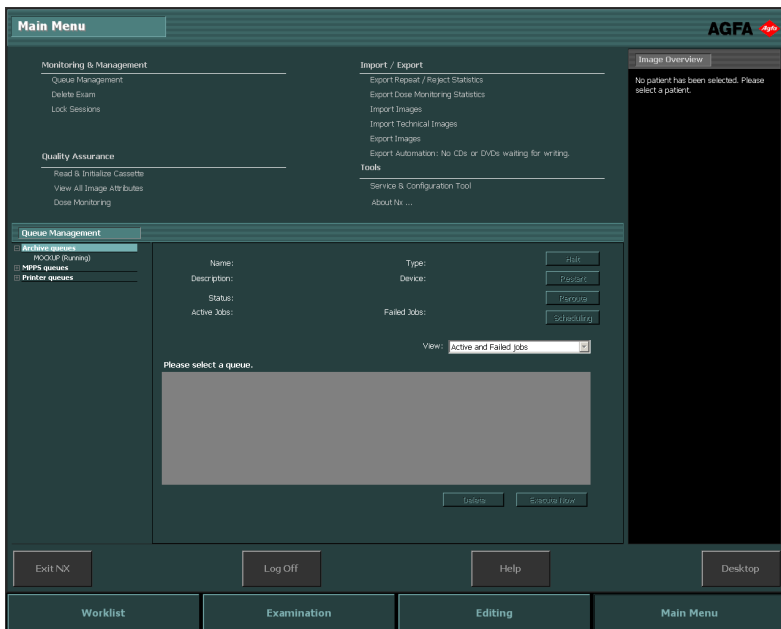 Main Menu
AGFA
Agfa
Monitoring & Management
Queue Management
Delete Exam
Lock Sessions
Quality Assurance
Read & Initialize Cassette
View All Image Attributes
Dose Monitoring
Import / Export
Export Repeat / Reject Statistics
Export Dose Monitoring Statistics
Import Images
Import Technical Images
Export Images
Export Automation: No CDs or DVDs waiting for writing.
Tools
Service & Configuration Tool
About Nx ...
Image Overview
No patient has been selected. Please
select a patient.
Queue Management
Archive queues
MOCKUP (Running)
MPPS queues
Printer queues
Name:
Type:
Halt
Description:
Device:
Restart
Status:
Reroute
Active Jobs:
Failed Jobs:
Scheduling
View: Active and Failed jobs
Please select a queue.
Delete
Execute Now
Exit NX
Log Off
Help
Desktop
Worklist
Examination
Editing
Main Menu